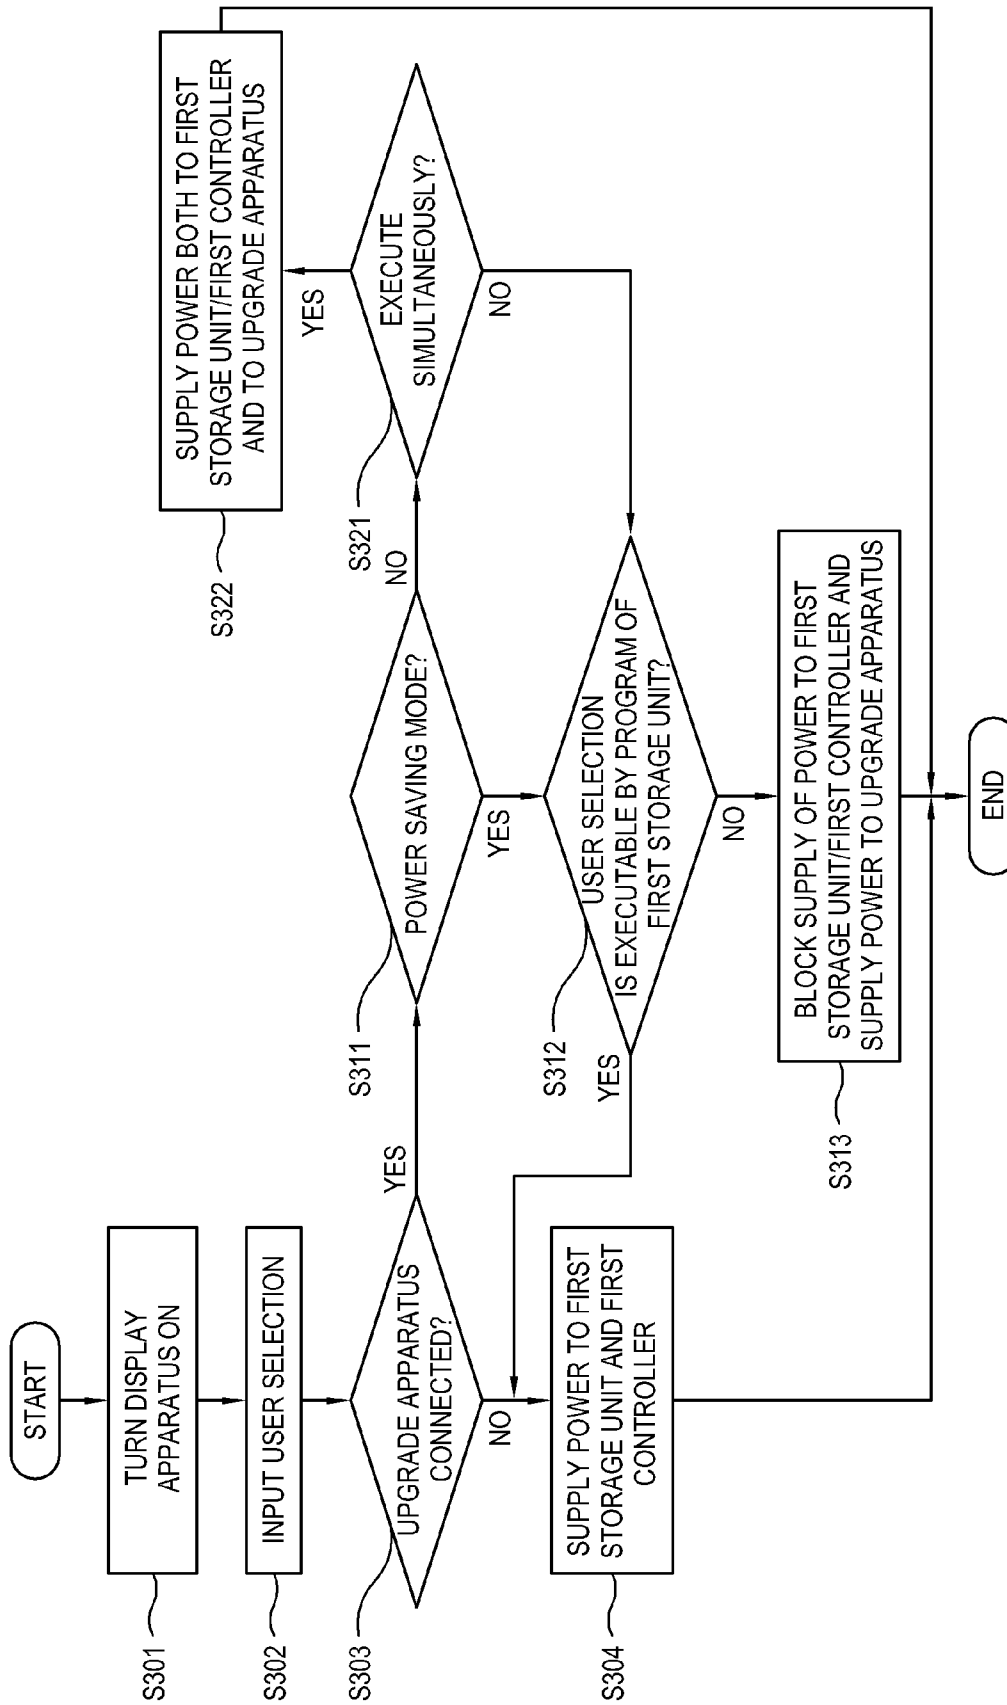 START
TURN DISPLAY
APPARATUS ON
S301
INPUT USER SELECTION
S302
UPGRADE APPARATUS
CONNECTED?
S303
YES
NO
SUPPLY POWER TO FIRST
STORAGE UNIT AND FIRST
CONTROLLER
S304
POWER SAVING MODE?
S311
NO
YES
USER SELECTION
IS EXECUTABLE BY PROGRAM OF
FIRST STORAGE UNIT?
S312
YES
NO
BLOCK SUPPLY OF POWER TO FIRST
STORAGE UNIT/FIRST CONTROLLER AND
SUPPLY POWER TO UPGRADE APPARATUS
S313
EXECUTE
SIMULTANEOUSLY?
S321
YES
NO
SUPPLY POWER BOTH TO FIRST
STORAGE UNIT/FIRST CONTROLLER
AND TO UPGRADE APPARATUS
S322
END